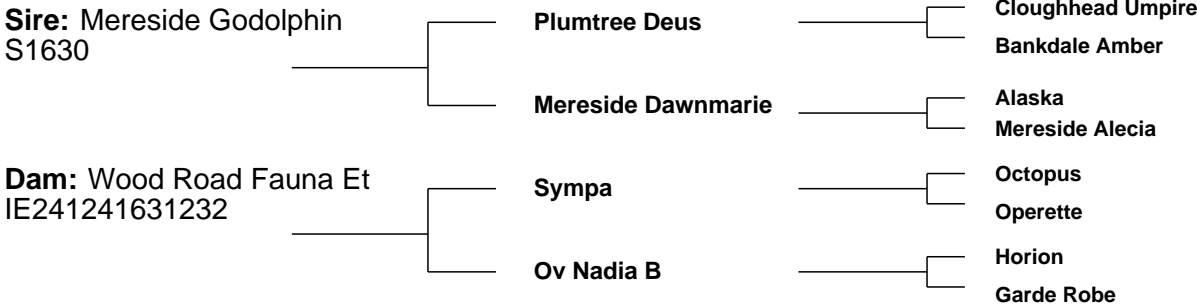 Sire: Mereside Godolphin
S1630
Plumtree Deus
Cloughhead Umpire
Bankdale Amber
Mereside Dawnmarie
Alaska
Mereside Alecia
Dam: Wood Road Fauna Et
IE241241631232
Sympa
Octopus
Operette
Ov Nadia B
Horion
Garde Robe